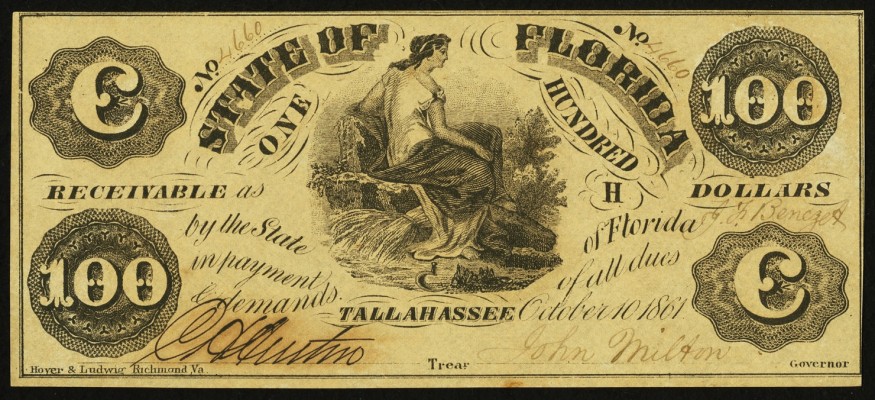 No. 4660
No. 4660
STATE OF FLORIDA
C
ONE HUNDRED
100
H
RECEIVABLE as
DOLLARS
by the State
of Florida
in payment
of all dues
& demands.
100
C
TALLAHASSEE October 10 1861
John Milton
Treas
Governor
Hoyer & Ludwig Richmond Va.